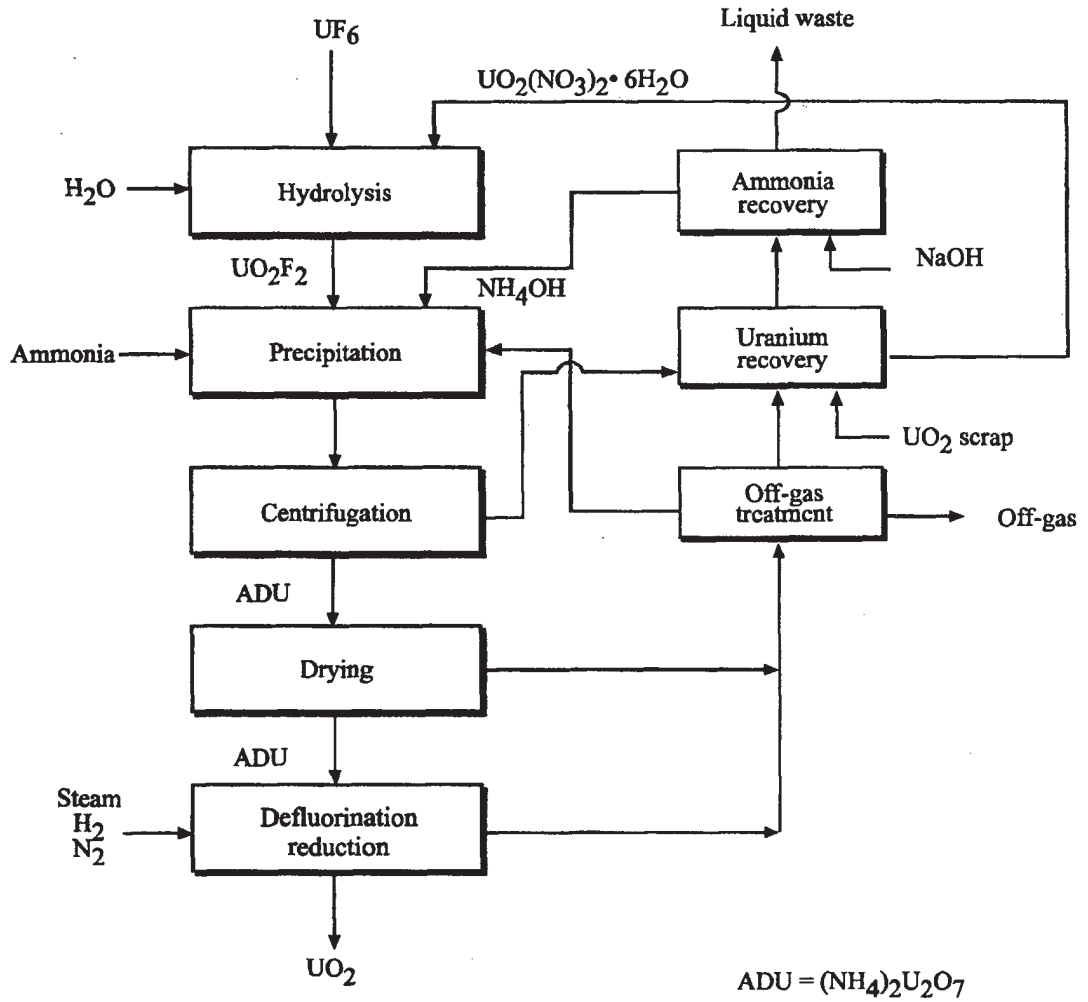 Liquid waste
UF6
UO2(NO3)2• 6H2O
Hydrolysis
H2O
Ammonia
recovery
UO2F2
NH4OH
NaOH
Ammonia
Precipitation
Uranium
recovery
UO2 scrap
Centrifugation
Off-gas
treatment
Off-gas
ADU
Drying
ADU
Steam
H2
N2
Defluorination
reduction
UO2
ADU = (NH4)2U2O7